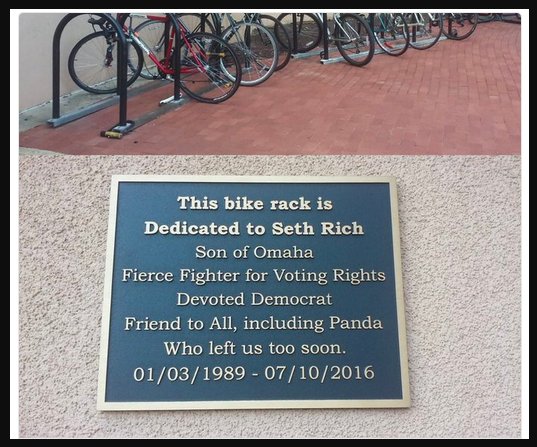 This bike rack is
Dedicated to Seth Rich
Son of Omaha
Fierce Fighter for Voting Rights
Devoted Democrat
Friend to All, including Panda
Who left us too soon.
01/03/1989 - 07/10/2016